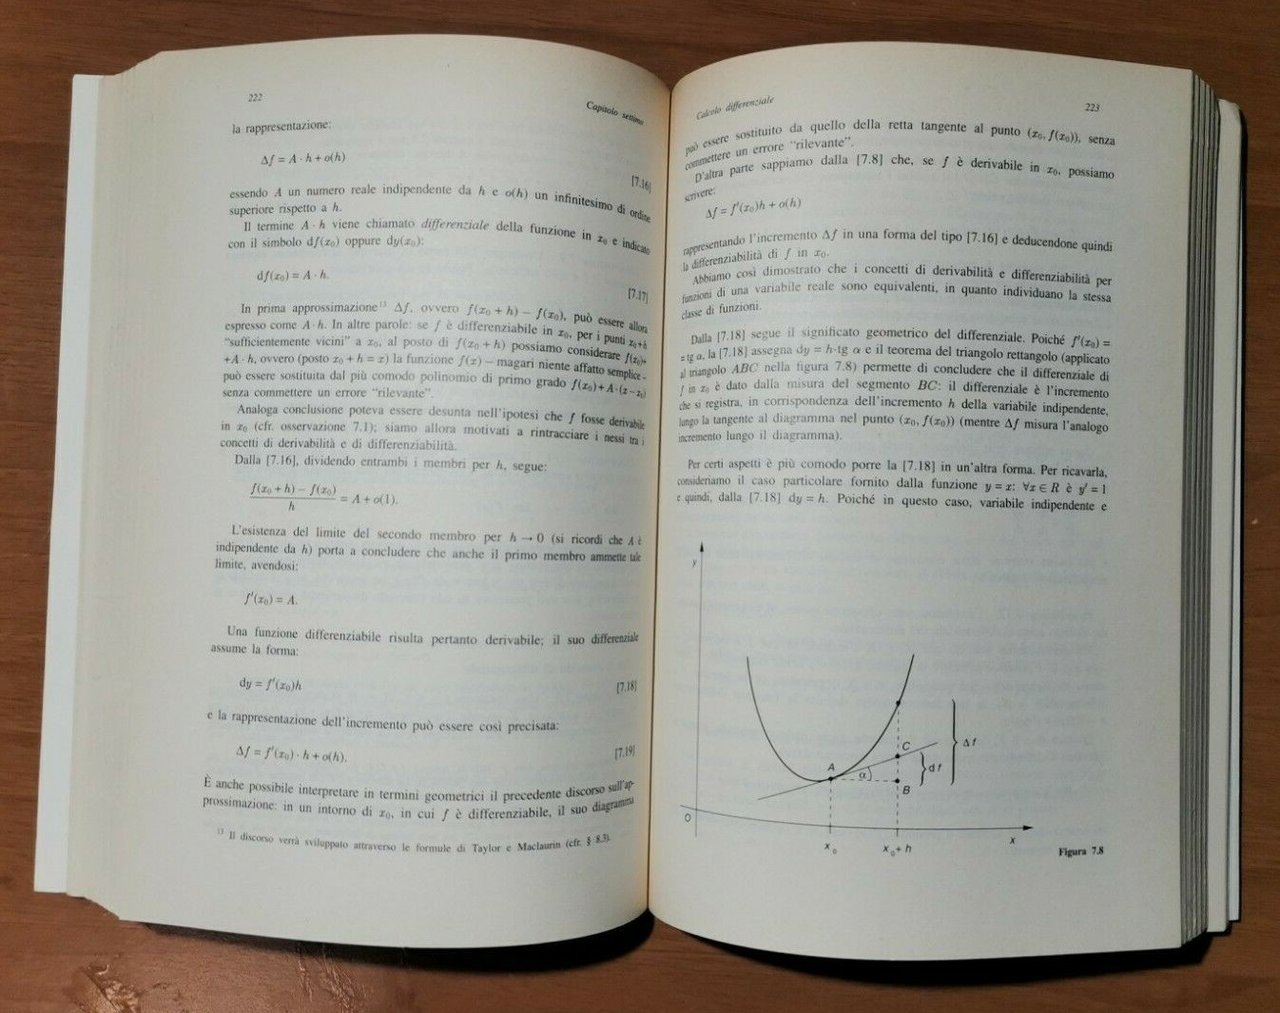 222
Capitolo settimo
la rappresentazione:
Δf = A · h + o(h)
[7.16]
essendo A un numero reale indipendente da h e o(h) un infinitesimo di ordine
superiore rispetto a h.
Il termine A · h viene chiamato differenziale della funzione in x₀ e indicato
con il simbolo df(x₀) oppure dy(x₀):
df(x₀) = A · h.
[7.17]
In prima approssimazione¹³ Δf, ovvero f(x₀ + h) − f(x₀), può essere allora
espresso come A · h. In altre parole: se f è differenziabile in x₀, per i punti x₀+h
“sufficientemente vicini” a x₀, al posto di f(x₀ + h) possiamo considerare f(x₀)+
+A · h, ovvero (posto x₀ + h = x) la funzione f(x) − magari niente affatto semplice −
può essere sostituita dal più comodo polinomio di primo grado f(x₀)+A·(x−x₀)
senza commettere un errore “rilevante”.
Analoga conclusione poteva essere desunta nell’ipotesi che f fosse derivabile
in x₀ (cfr. osservazione 7.1); siamo allora motivati a rintracciare i nessi tra i
concetti di derivabilità e di differenziabilità.
Dalla [7.16], dividendo entrambi i membri per h, segue:
f(x₀ + h) − f(x₀)
= A + o(1).
h
L’esistenza del limite del secondo membro per h → 0 (si ricordi che A è
indipendente da h) porta a concludere che anche il primo membro ammette tale
limite, avendosi:
f′(x₀) = A.
Una funzione differenziabile risulta pertanto derivabile; il suo differenziale
assume la forma:
dy = f′(x₀)h
[7.18]
e la rappresentazione dell’incremento può essere così precisata:
Δf = f′(x₀) · h + o(h).
[7.19]
È anche possibile interpretare in termini geometrici il precedente discorso sull’ap-
prossimazione: in un intorno di x₀, in cui f è differenziabile, il suo diagramma
¹³ Il discorso verrà sviluppato attraverso le formule di Taylor e Maclaurin (cfr. § 8.3).
Calcolo differenziale
223
può essere sostituito da quello della retta tangente al punto (x₀, f(x₀)), senza
commettere un errore “rilevante”.
D’altra parte sappiamo dalla [7.8] che, se f è derivabile in x₀, possiamo
scrivere:
Δf = f′(x₀)h + o(h)
rappresentando l’incremento Δf in una forma del tipo [7.16] e deducendone quindi
la differenziabilità di f in x₀.
Abbiamo così dimostrato che i concetti di derivabilità e differenziabilità per
funzioni di una variabile reale sono equivalenti, in quanto individuano la stessa
classe di funzioni.
Dalla [7.18] segue il significato geometrico del differenziale. Poiché f′(x₀) =
= tg α, la [7.18] assegna dy = h·tg α e il teorema del triangolo rettangolo (applicato
al triangolo ABC nella figura 7.8) permette di concludere che il differenziale di
f in x₀ è dato dalla misura del segmento BC: il differenziale è l’incremento
che si registra, in corrispondenza dell’incremento h della variabile indipendente,
lungo la tangente al diagramma nel punto (x₀, f(x₀)) (mentre Δf misura l’analogo
incremento lungo il diagramma).
Per certi aspetti è più comodo porre la [7.18] in un’altra forma. Per ricavarla,
consideriamo il caso particolare fornito dalla funzione y = x: ∀x ∈ R è y′ = 1
e quindi, dalla [7.18] dy = h. Poiché in questo caso, variabile indipendente e
y
C
Δf
A
α
df
B
O
x₀
x₀+h
x
Figura 7.8